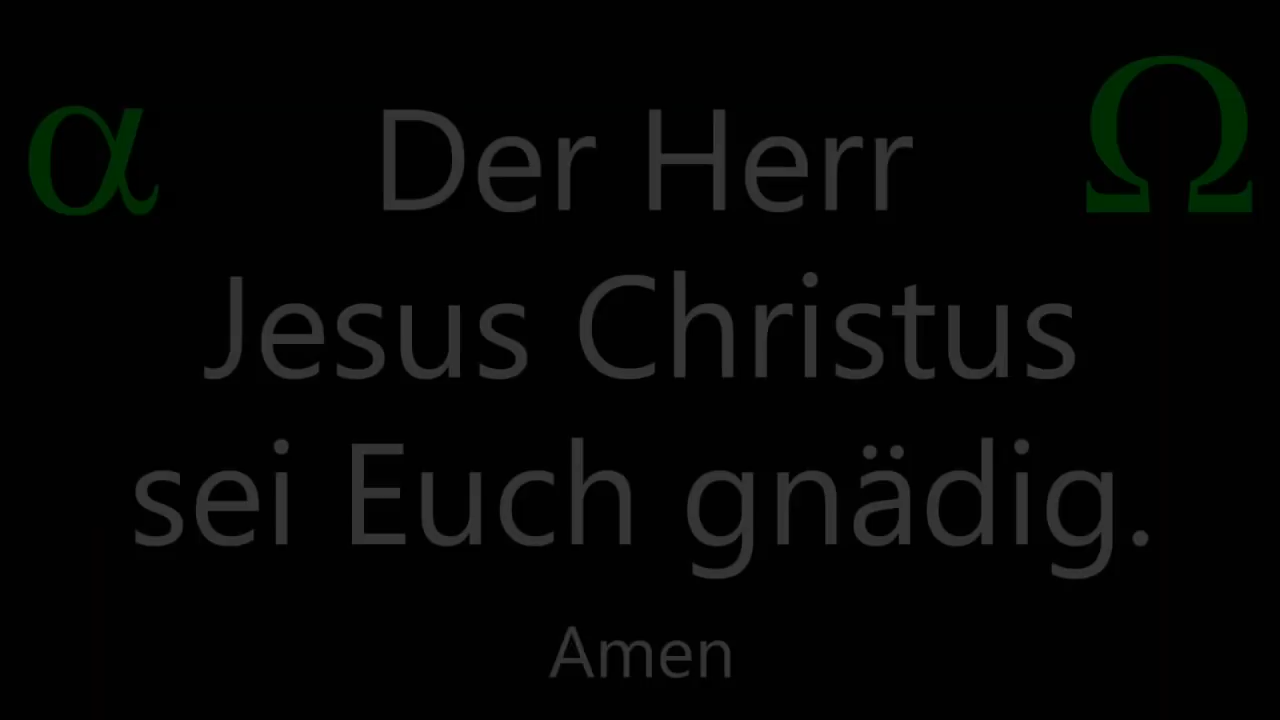 α Der Herr Ω
Jesus Christus
sei Euch gnädig.
Amen